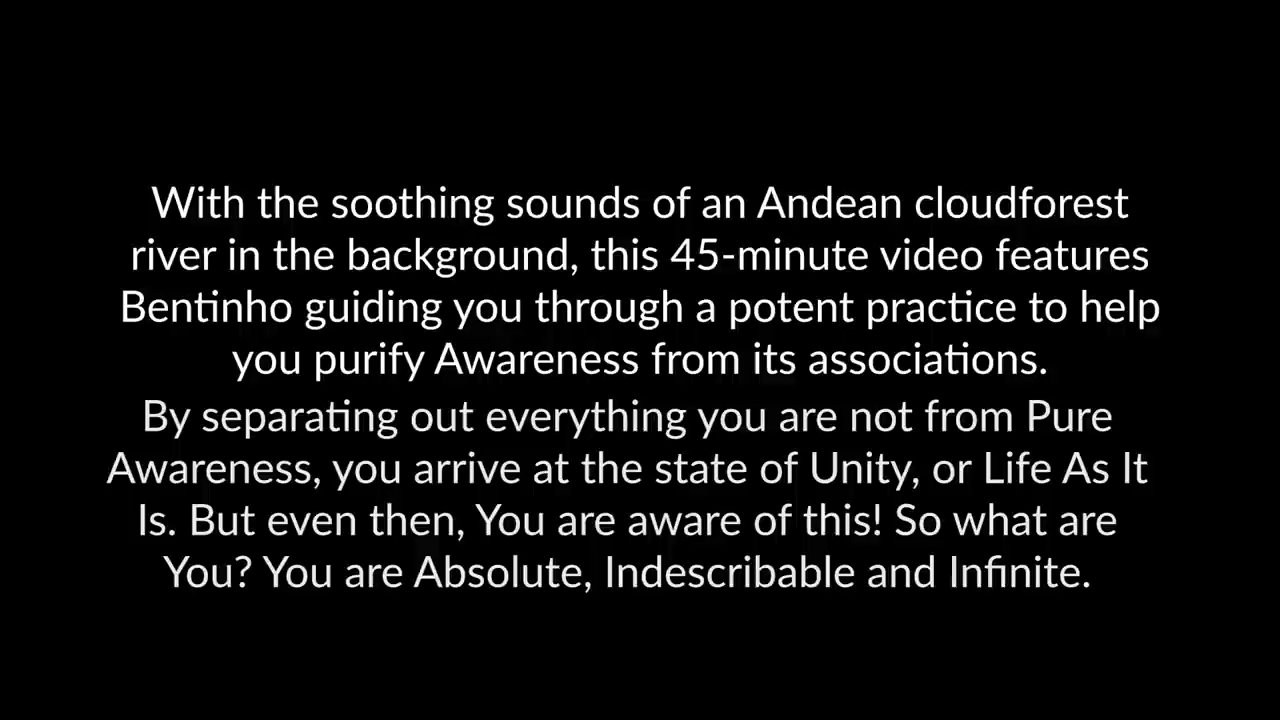 With the soothing sounds of an Andean cloudforest
river in the background, this 45-minute video features
Bentinho guiding you through a potent practice to help
you purify Awareness from its associations.
By separating out everything you are not from Pure
Awareness, you arrive at the state of Unity, or Life As It
Is. But even then, You are aware of this! So what are
You? You are Absolute, Indescribable and Infinite.